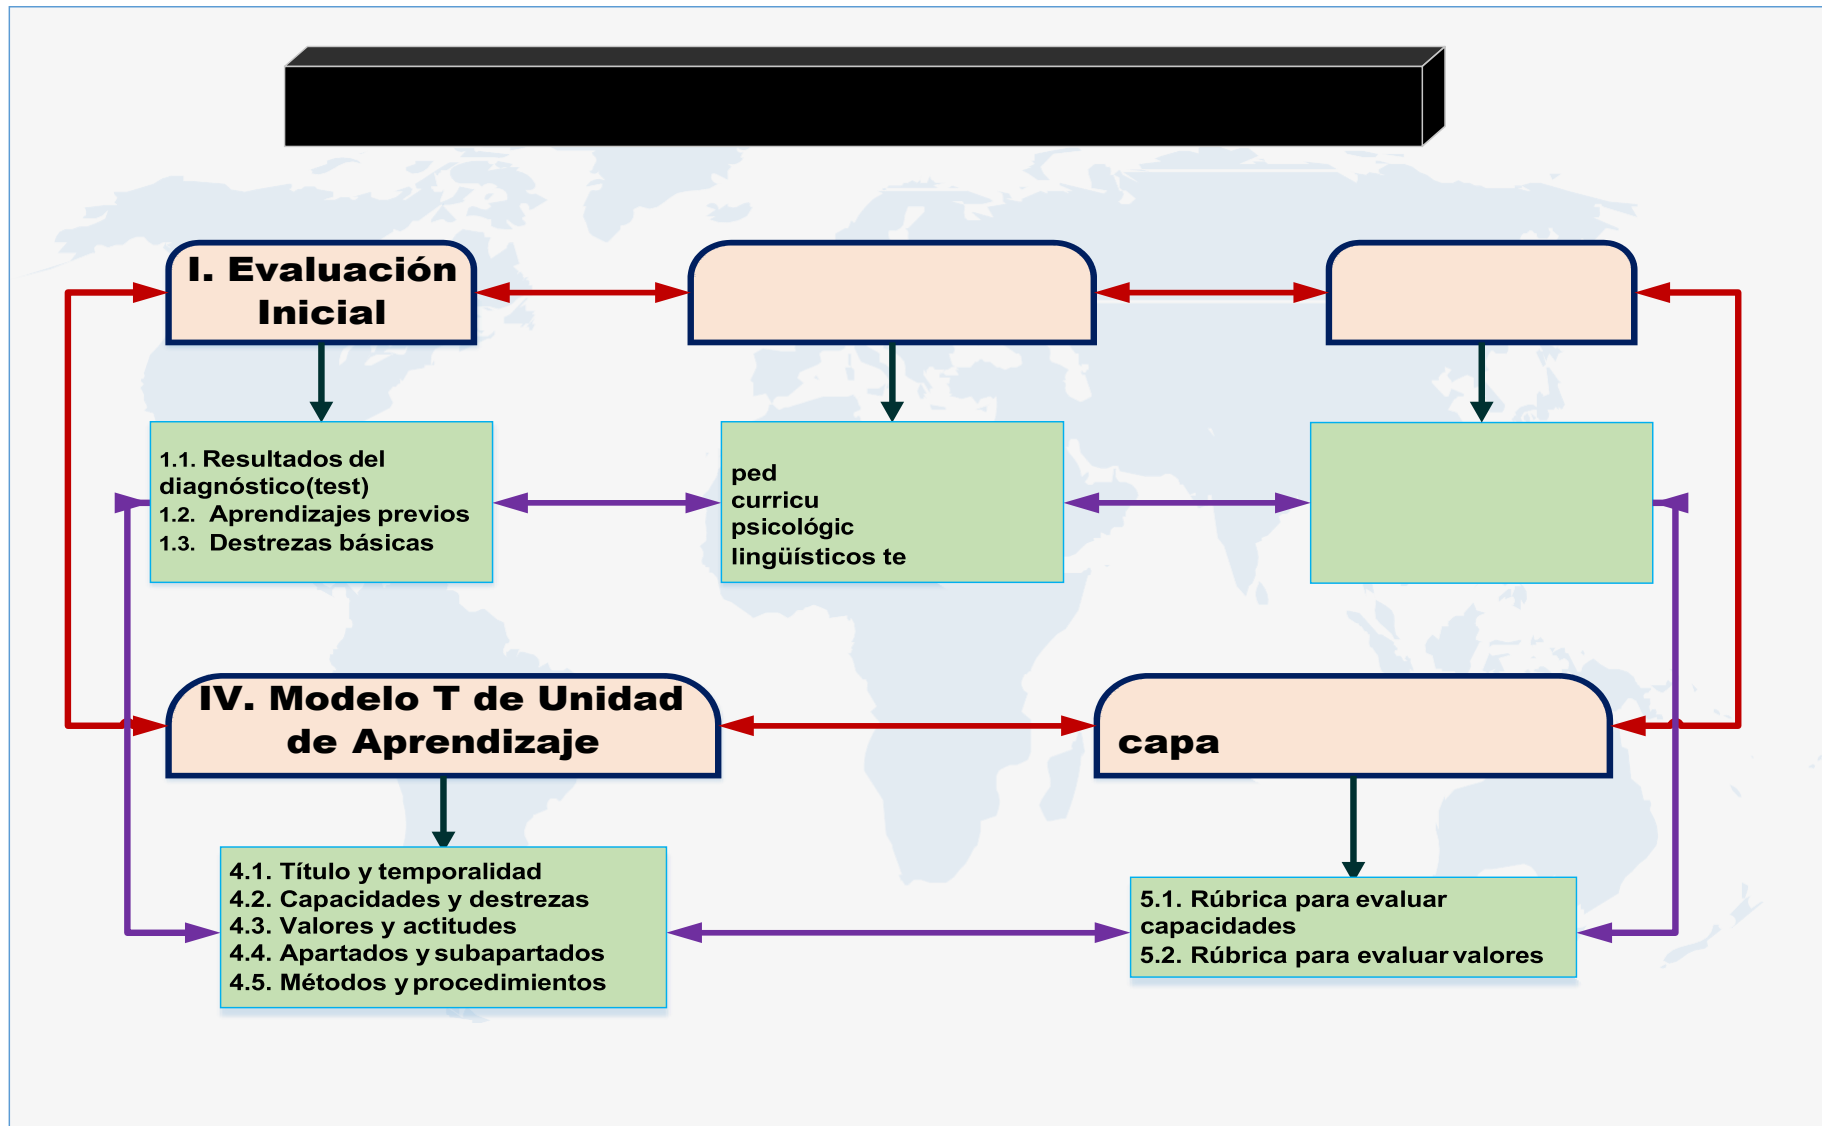 I. Evaluación
Inicial
1.1. Resultados del
diagnóstico(test)
1.2. Aprendizajes previos
1.3. Destrezas básicas
ped
curricu
psicológic
lingüísticos te
IV. Modelo T de Unidad
de Aprendizaje
capa
4.1. Título y temporalidad
4.2. Capacidades y destrezas
4.3. Valores y actitudes
4.4. Apartados y subapartados
4.5. Métodos y procedimientos
5.1. Rúbrica para evaluar
capacidades
5.2. Rúbrica para evaluar valores